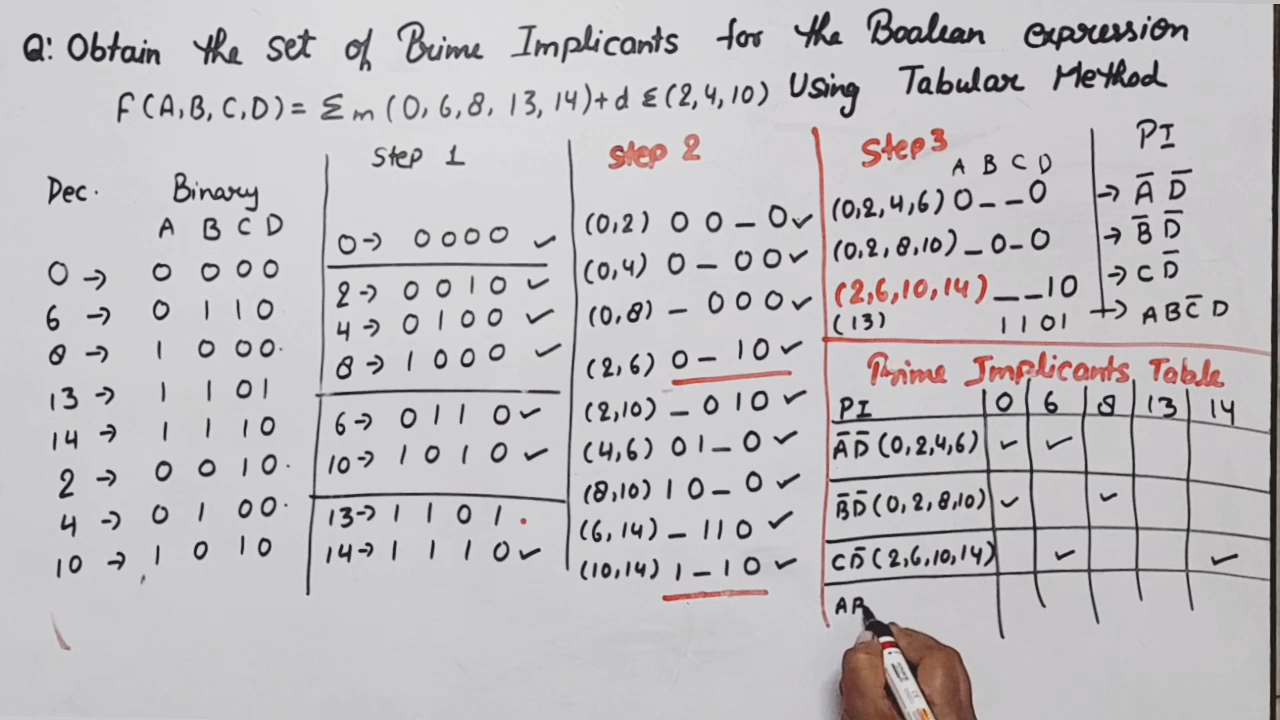 Q: Obtain the set of Prime Implicants for the Boolean expression
F(A,B,C,D) = Σm(0,6,8,13,14)+d Σ(2,4,10) Using Tabular Method
Dec. Binary
A B C D
0 → 0 0 0 0
6 → 0 1 1 0
8 → 1 0 0 0
13 → 1 1 0 1
14 → 1 1 1 0
2 → 0 0 1 0
4 → 0 1 0 0
10 → 1 0 1 0
Step 1
0 → 0 0 0 0 ✓
2 → 0 0 1 0 ✓
4 → 0 1 0 0 ✓
8 → 1 0 0 0 ✓
6 → 0 1 1 0 ✓
10 → 1 0 1 0 ✓
13 → 1 1 0 1 .
14 → 1 1 1 0 ✓
Step 2
(0,2) 0 0 _ 0 ✓
(0,4) 0 _ 0 0 ✓
(0,8) _ 0 0 0 ✓
(2,6) 0 _ 1 0 ✓
(2,10) _ 0 1 0 ✓
(4,6) 0 1 _ 0 ✓
(8,10) 1 0 _ 0 ✓
(6,14) _ 1 1 0 ✓
(10,14) 1 _ 1 0 ✓
Step 3 PI
A B C D
(0,2,4,6) 0 _ _ 0 → A̅ D̅
(0,2,8,10) _ 0 _ 0 → B̅ D̅
(2,6,10,14) _ _ 1 0 → C D̅
(13) 1 1 0 1 → A B C̅ D
Prime Implicants Table
PI 0 6 8 13 14
A̅D̅ (0,2,4,6) ✓ ✓
B̅D̅ (0,2,8,10) ✓ ✓
CD̅ (2,6,10,14) ✓ ✓
A